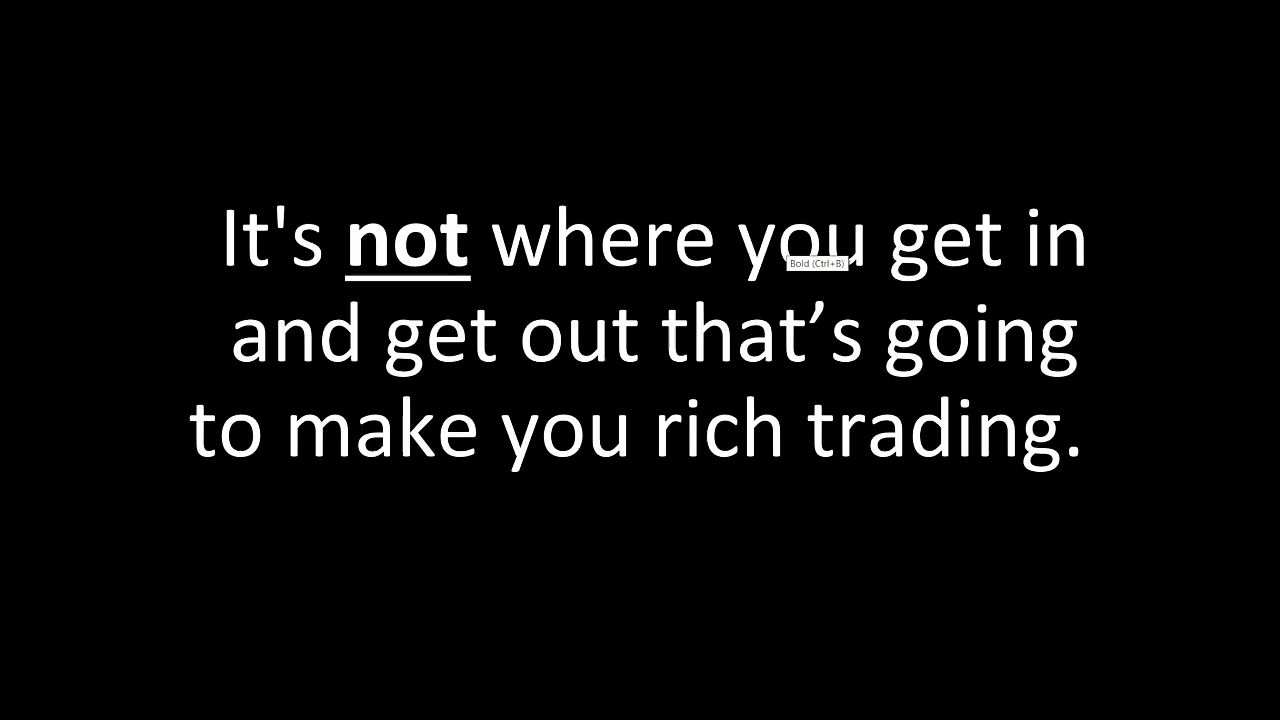 It's not where you get in
Bold (Ctrl+B)
and get out that’s going
to make you rich trading.